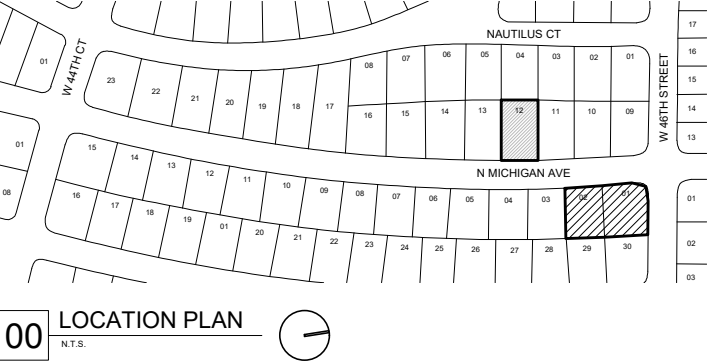 NAUTILUS CT
17
16
15
14
13
W 46TH STREET
01
W 44TH CT
08 07 06 05 04 03 02 01
23 22 21 20 19 18 17
16 15 14 13 12 11 10 09
N MICHIGAN AVE
01
08
15 14 13 12 11 10 09 08 07 06 05 04 03 02 01
16 17 18 19 01 20 21 22 23 24 25 26 27 28 29 30
01
02
03
00 LOCATION PLAN
N.T.S.